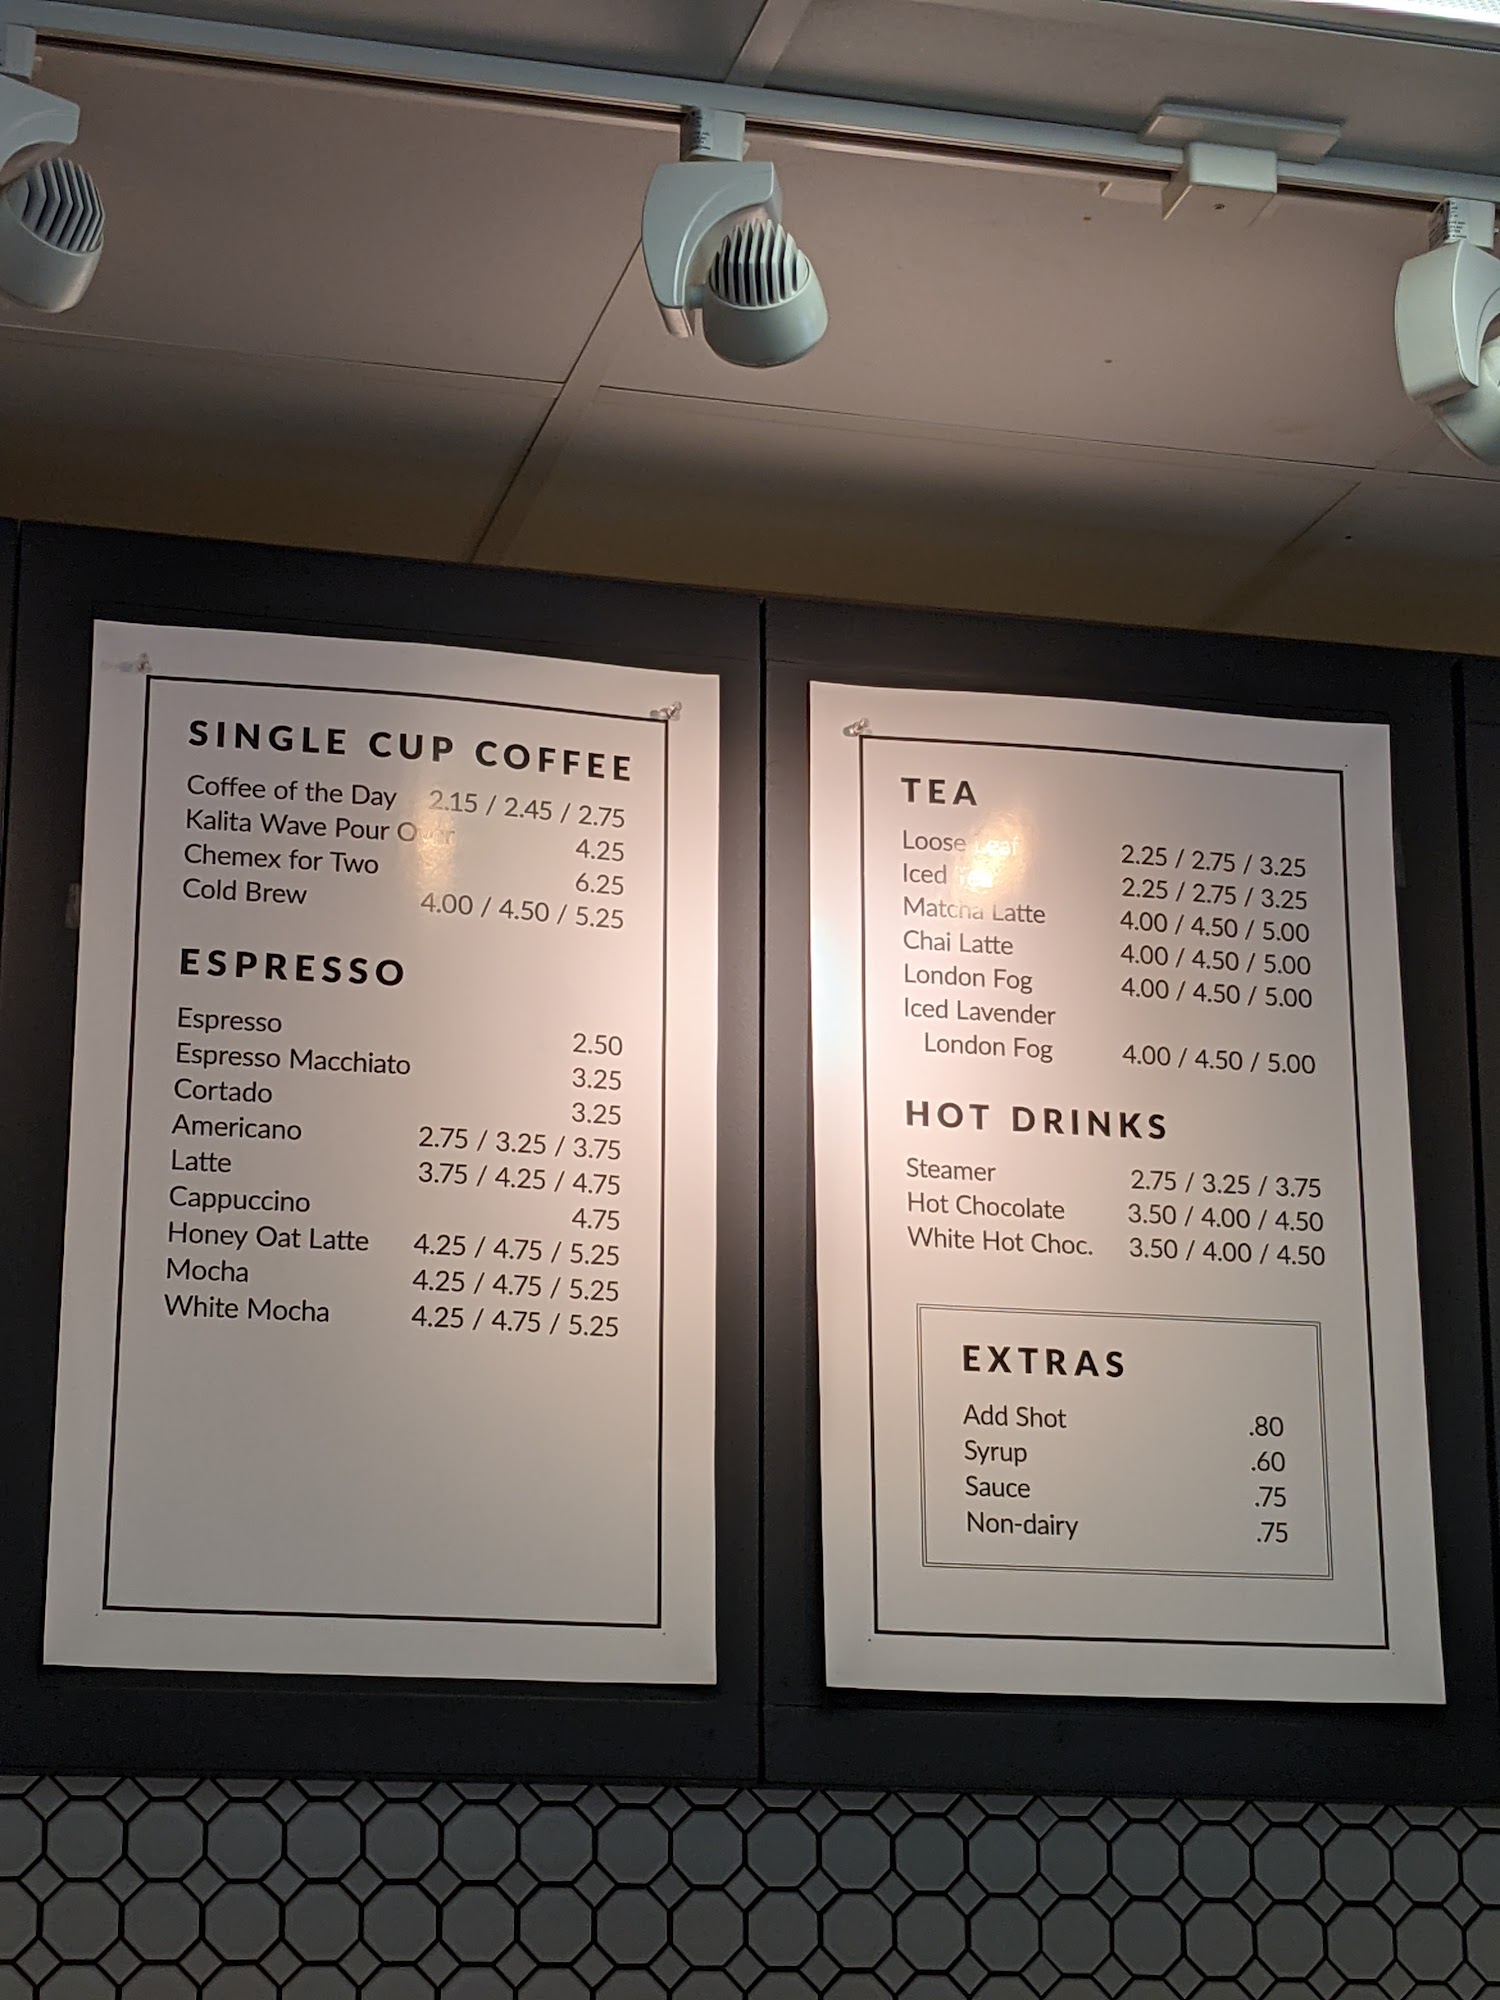 SINGLE CUP COFFEE
Coffee of the Day 2.15 / 2.45 / 2.75
Kalita Wave Pour Over 4.25
Chemex for Two 6.25
Cold Brew 4.00 / 4.50 / 5.25
ESPRESSO
Espresso 2.50
Espresso Macchiato 3.25
Cortado 3.25
Americano 2.75 / 3.25 / 3.75
Latte 3.75 / 4.25 / 4.75
Cappuccino 4.75
Honey Oat Latte 4.25 / 4.75 / 5.25
Mocha 4.25 / 4.75 / 5.25
White Mocha 4.25 / 4.75 / 5.25
TEA
Loose Leaf 2.25 / 2.75 / 3.25
Iced Tea 2.25 / 2.75 / 3.25
Matcha Latte 4.00 / 4.50 / 5.00
Chai Latte 4.00 / 4.50 / 5.00
London Fog 4.00 / 4.50 / 5.00
Iced Lavender
London Fog 4.00 / 4.50 / 5.00
HOT DRINKS
Steamer 2.75 / 3.25 / 3.75
Hot Chocolate 3.50 / 4.00 / 4.50
White Hot Choc. 3.50 / 4.00 / 4.50
EXTRAS
Add Shot .80
Syrup .60
Sauce .75
Non-dairy .75